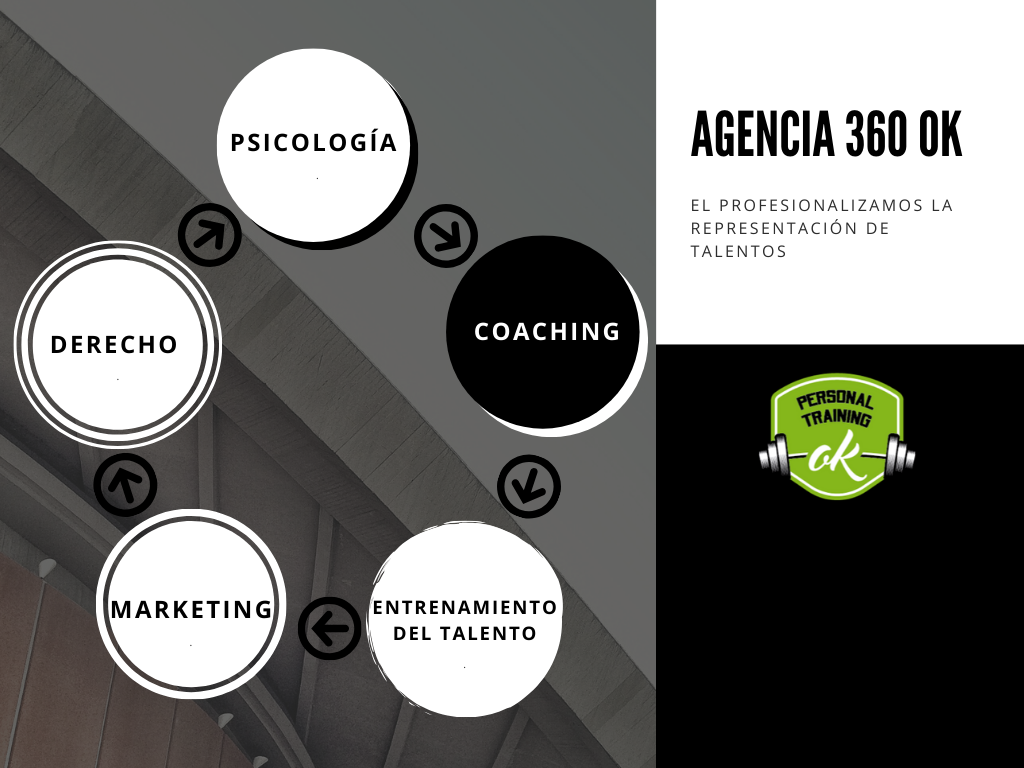 PSICOLOGÍA
.
COACHING
ENTRENAMIENTO
DEL TALENTO
.
MARKETING
.
DERECHO
.
AGENCIA 360 OK
EL PROFESIONALIZAMOS LA
REPRESENTACIÓN DE
TALENTOS
PERSONAL
TRAINING
ok